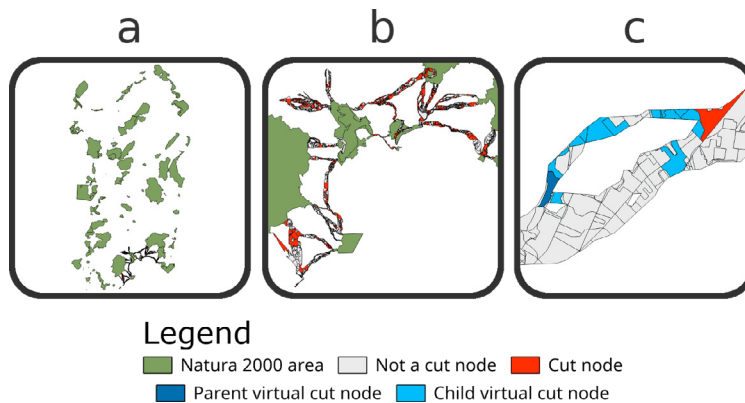 a b c
Legend
Natura 2000 area Not a cut node Cut node
Parent virtual cut node Child virtual cut node